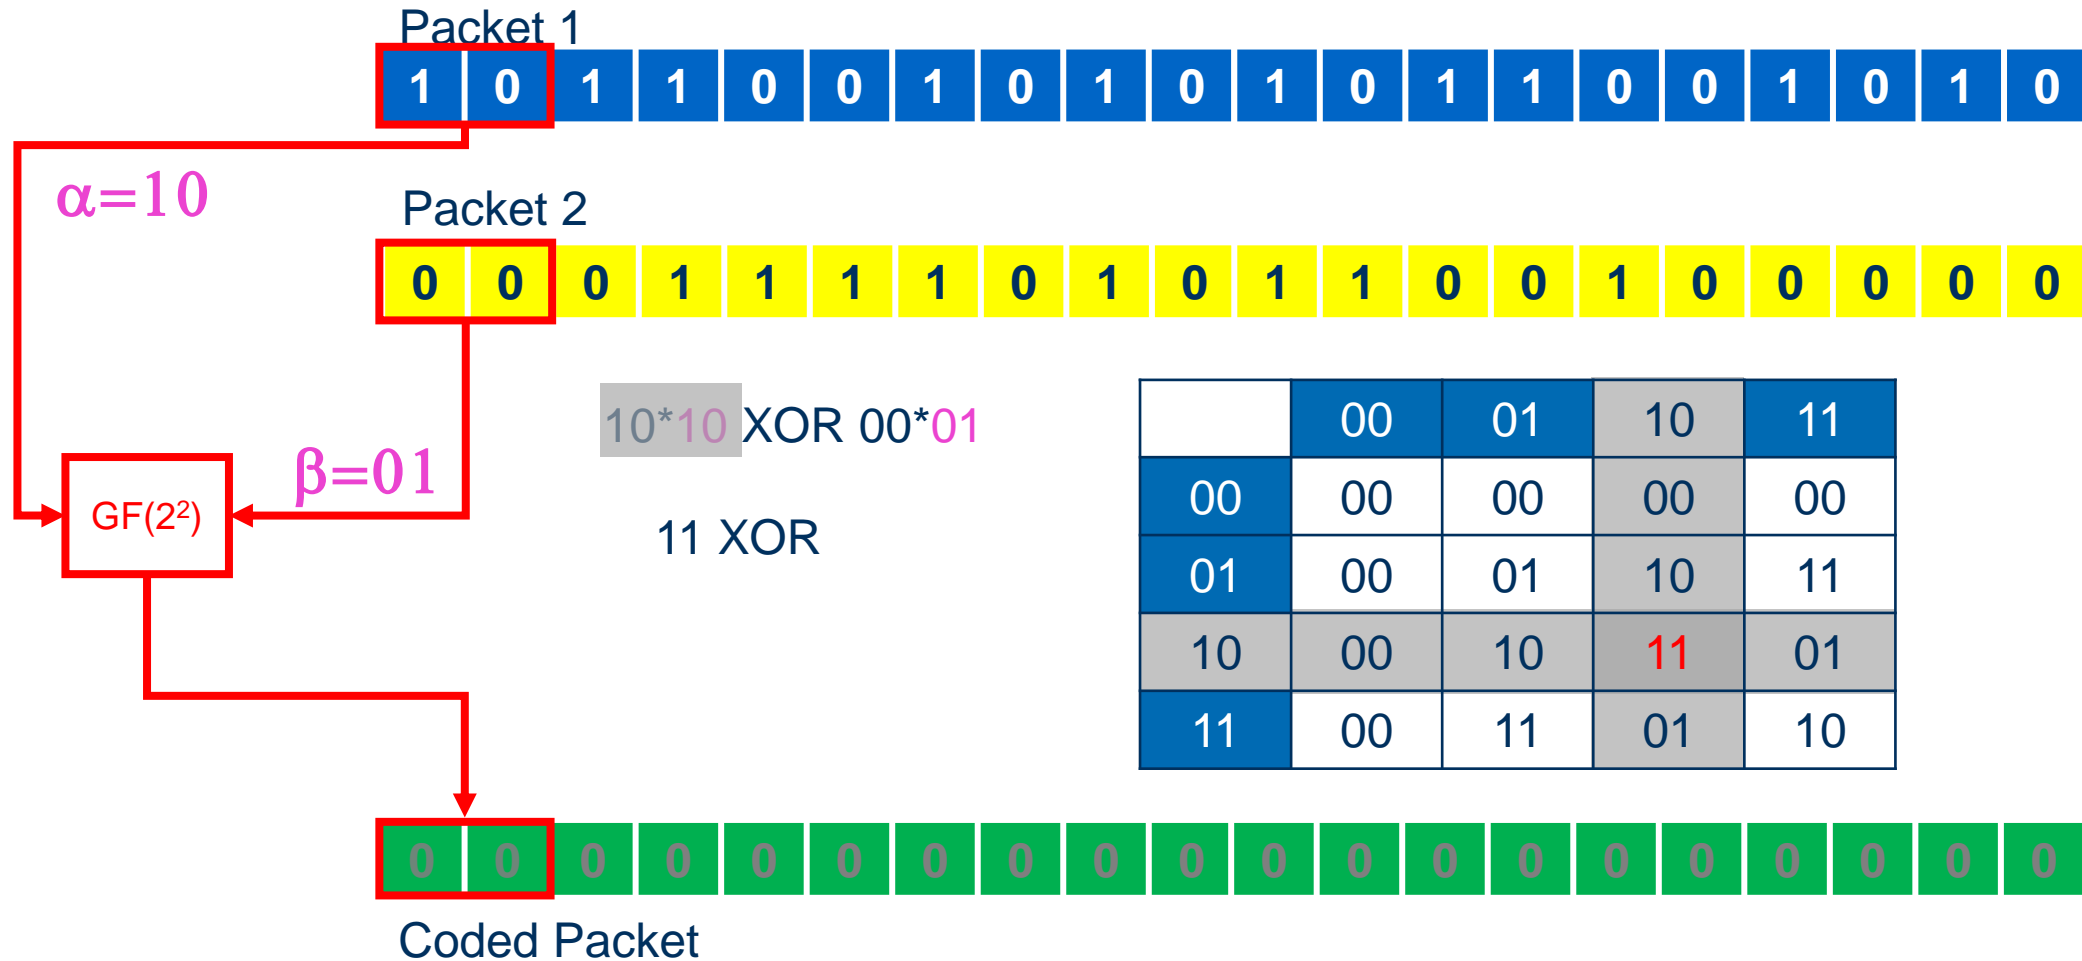 Packet 1
1 0 1 1 0 0 1 0 1 0 1 0 1 1 0 0 1 0 1 0
α=10
Packet 2
0 0 0 1 1 1 1 0 1 0 1 1 0 0 1 0 0 0 0 0
10*10 XOR 00*01
β=01
GF(2²)
11 XOR
00 01 10 11
00 00 00 00 00
01 00 01 10 11
10 00 10 11 01
11 00 11 01 10
0 0 0 0 0 0 0 0 0 0 0 0 0 0 0 0 0 0 0 0
Coded Packet